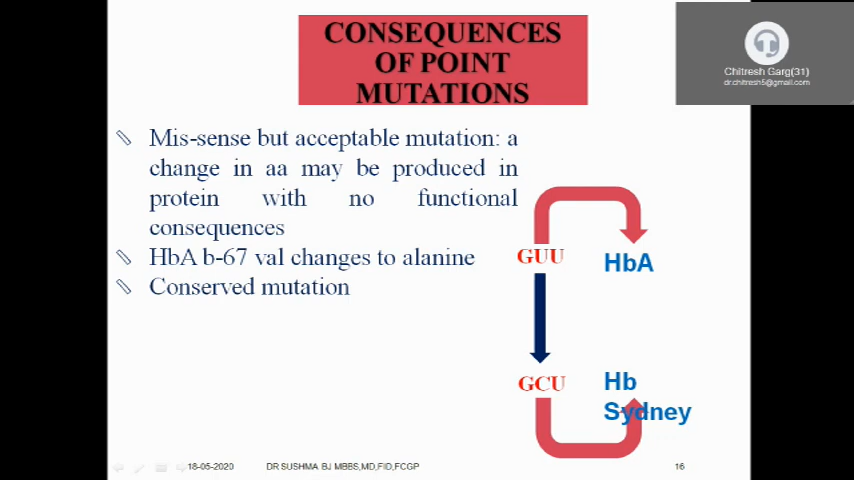 CONSEQUENCES
OF POINT
MUTATIONS
Chitresh Garg(31)
dr.chitresh5@gmail.com
Mis-sense but acceptable mutation: a
change in aa may be produced in
protein with no functional
consequences
HbA b-67 val changes to alanine
Conserved mutation
GUU
HbA
GCU
Hb
Sydney
18-05-2020
DR SUSHMA BJ MBBS,MD,FID,FCGP
16